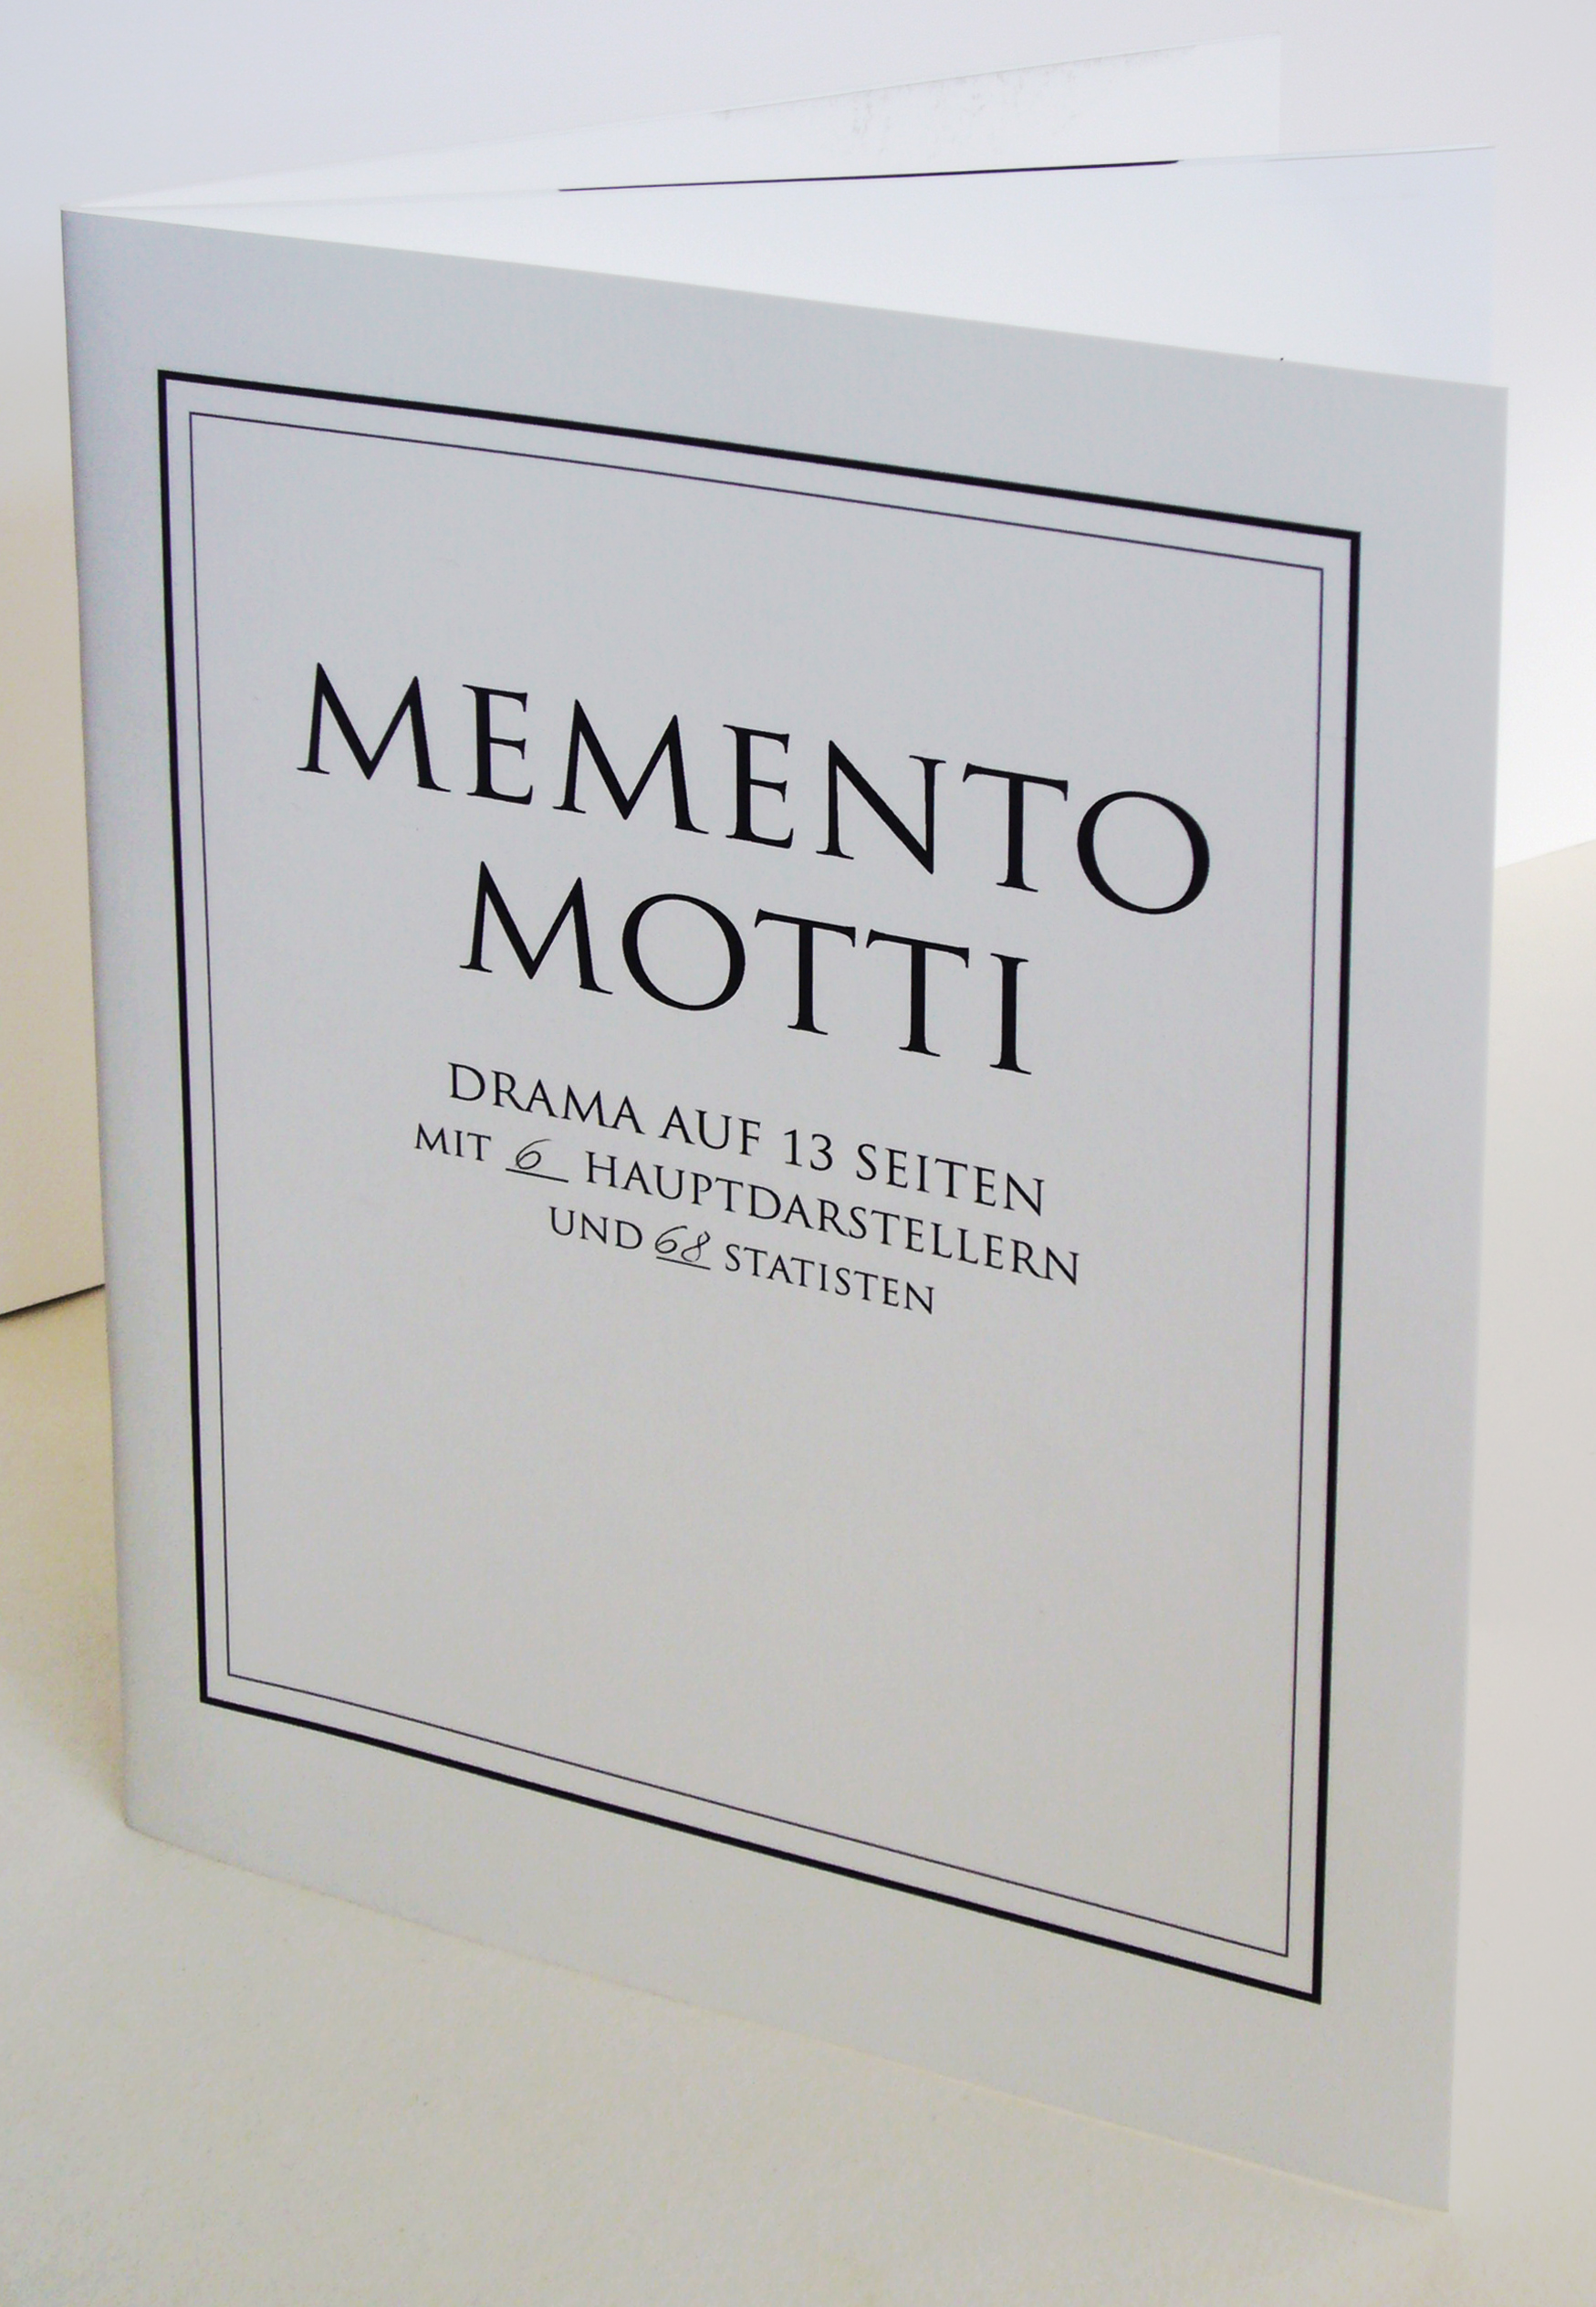 MEMENTO
MOTTI
DRAMA AUF 13 SEITEN
MIT 6 HAUPTDARSTELLERN
UND 68 STATISTEN